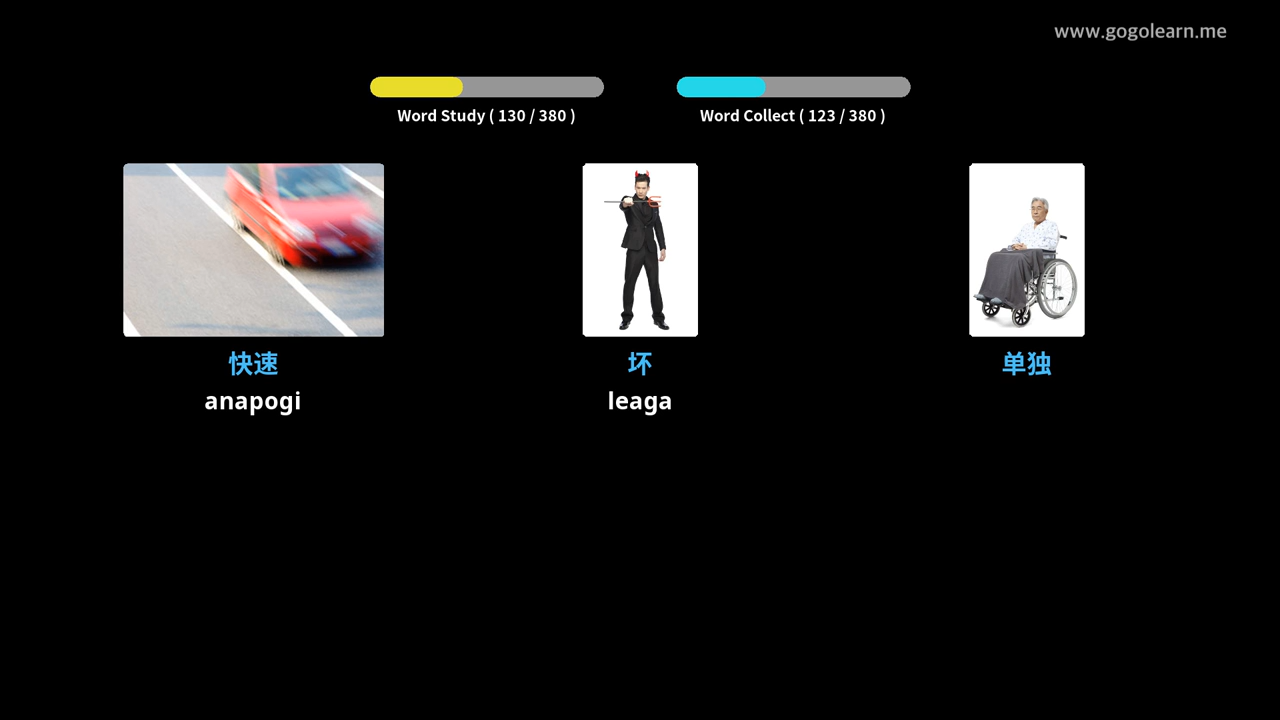 www.gogolearn.me
Word Study ( 130 / 380 )
Word Collect ( 123 / 380 )
快速
坏
单独
anapogi
leaga